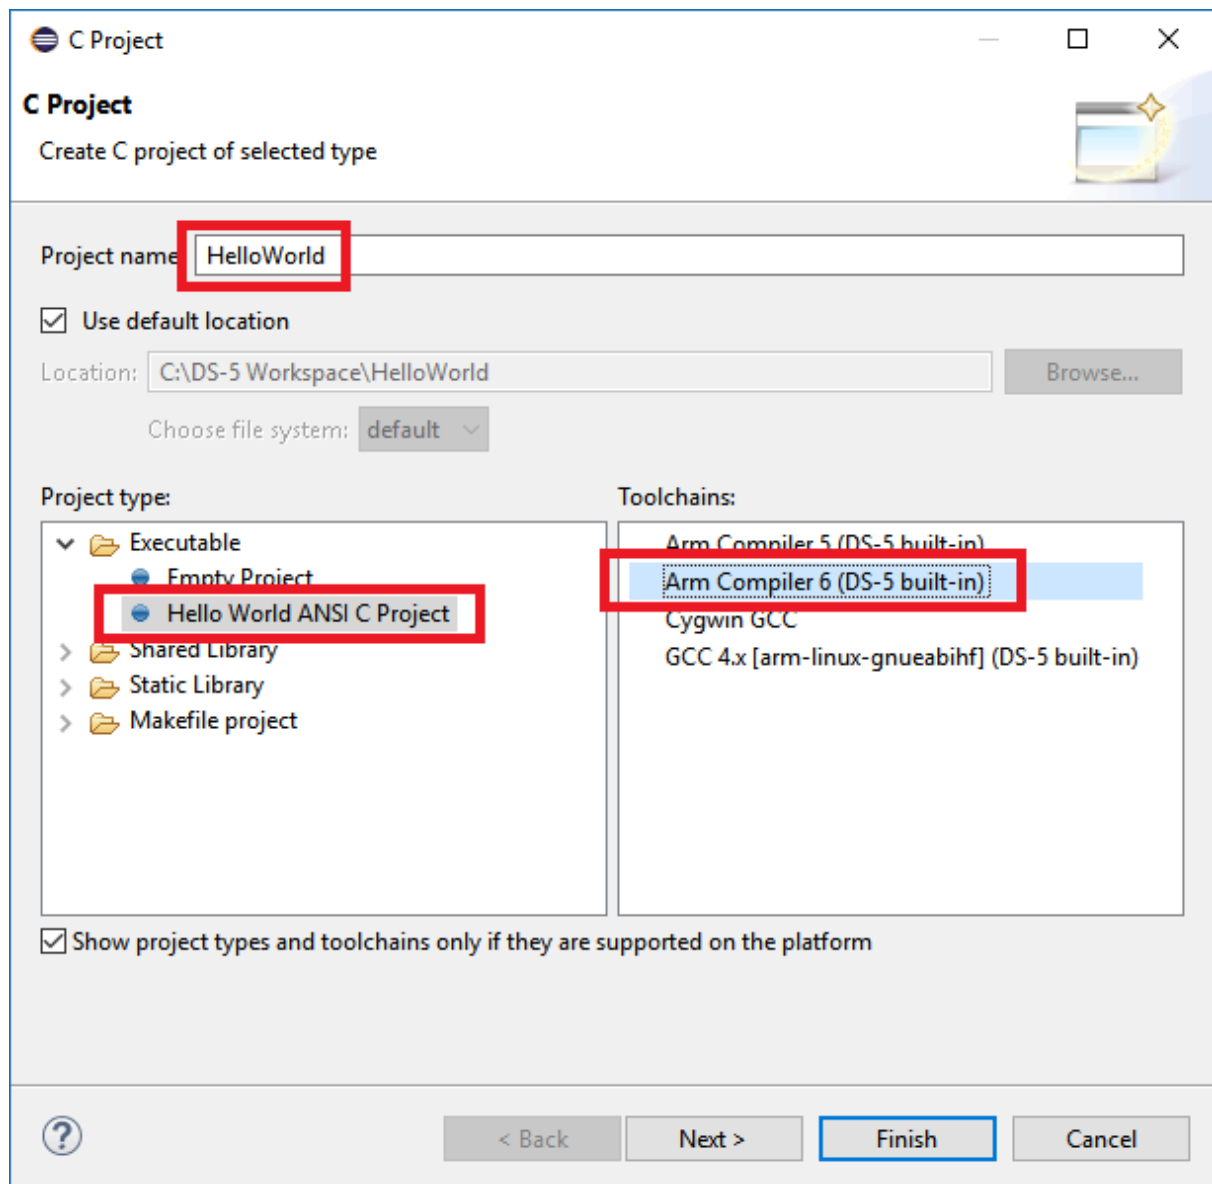 C Project
C Project
Create C project of selected type
Project name HelloWorld
Use default location
Location: C:\DS-5 Workspace\HelloWorld Browse...
Choose file system: default
Project type: Toolchains:
Executable
Empty Project
Hello World ANSI C Project
Shared Library
Static Library
Makefile project
Arm Compiler 5 (DS-5 built-in)
Arm Compiler 6 (DS-5 built-in)
Cygwin GCC
GCC 4.x [arm-linux-gnueabihf] (DS-5 built-in)
Show project types and toolchains only if they are supported on the platform
? < Back Next > Finish Cancel